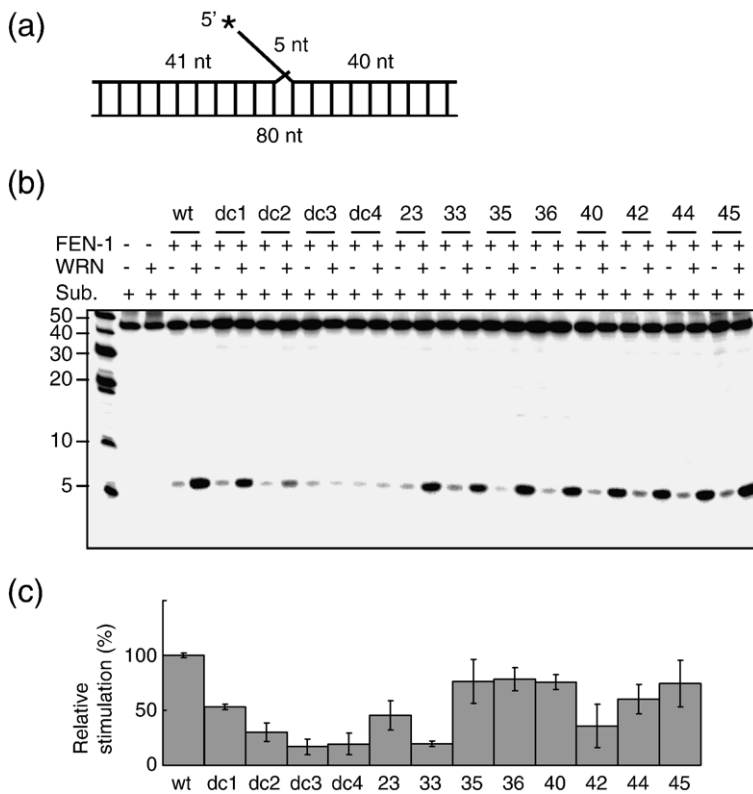 (a)
5' *
5 nt
41 nt 40 nt
80 nt
(b)
wt dc1 dc2 dc3 dc4 23 33 35 36 40 42 44 45
FEN-1 - - + + + + + + + + + + + + + + + + + + + + + + + + + +
WRN - + - + - + - + - + - + - + - + - + - + - + - + - +
Sub. + + + + + + + + + + + + + + + + + + + + + + + + + + + +
50
40
30
20
10
5
(c)
Relative
stimulation (%)
100
50
0
wt dc1 dc2 dc3 dc4 23 33 35 36 40 42 44 45